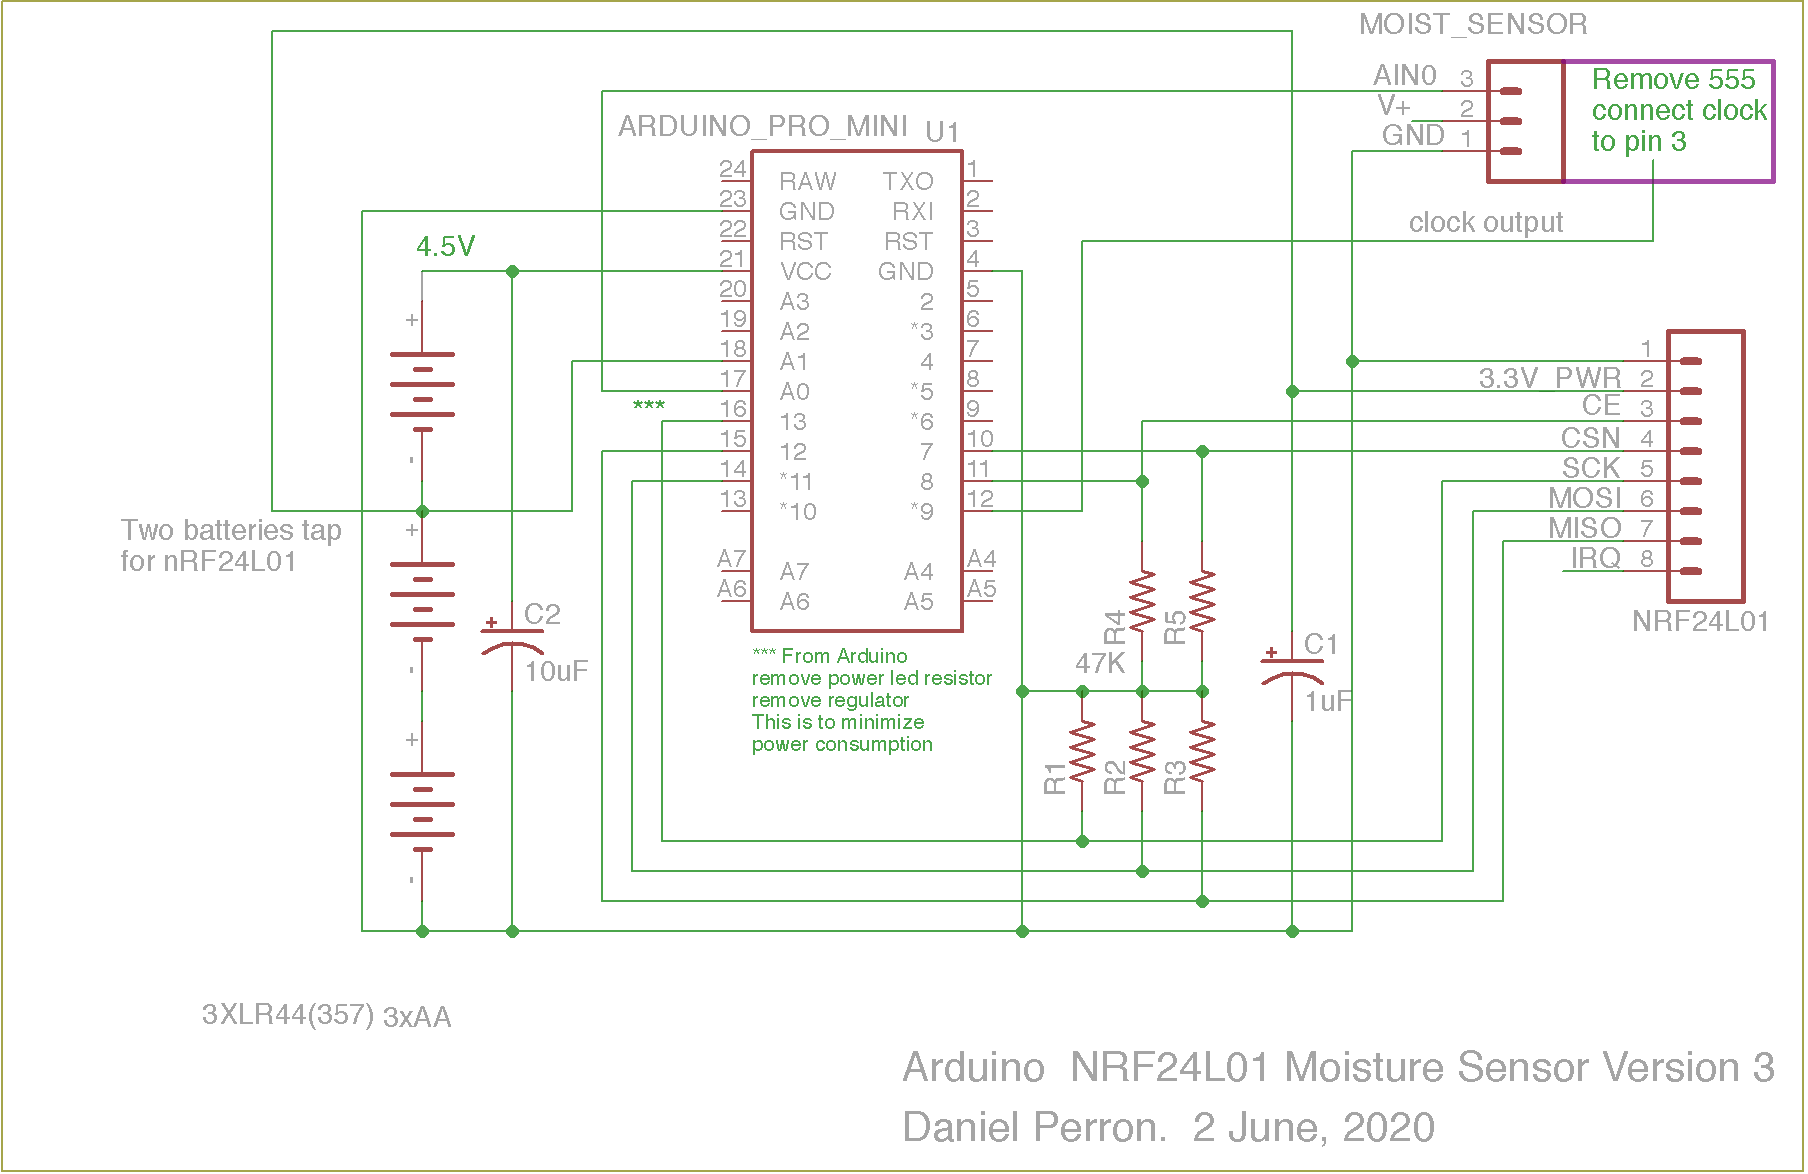 MOIST_SENSOR
AIN0 3
V+ 2
GND 1
Remove 555
connect clock
to pin 3
clock output
ARDUINO_PRO_MINI U1
24 RAW TXO 1
23 GND RXI 2
22 RST RST 3
21 VCC GND 4
20 A3 2 5
19 A2 *3 6
18 A1 4 7
17 A0 *5 8
16 13 *6 9
15 12 7 10
14 *11 8 11
13 *10 *9 12
A7 A7 A4 A4
A6 A6 A5 A5
4.5V
+
-
+
-
+
-
***
Two batteries tap
for nRF24L01
+ C2
10uF
*** From Arduino
remove power led resistor
remove regulator
This is to minimize
power consumption
R4
R5
47K
R1
R2
R3
+ C1
1uF
1
3.3V PWR 2
CE 3
CSN 4
SCK 5
MOSI 6
MISO 7
IRQ 8
NRF24L01
3XLR44(357) 3xAA
Arduino NRF24L01 Moisture Sensor Version 3
Daniel Perron. 2 June, 2020